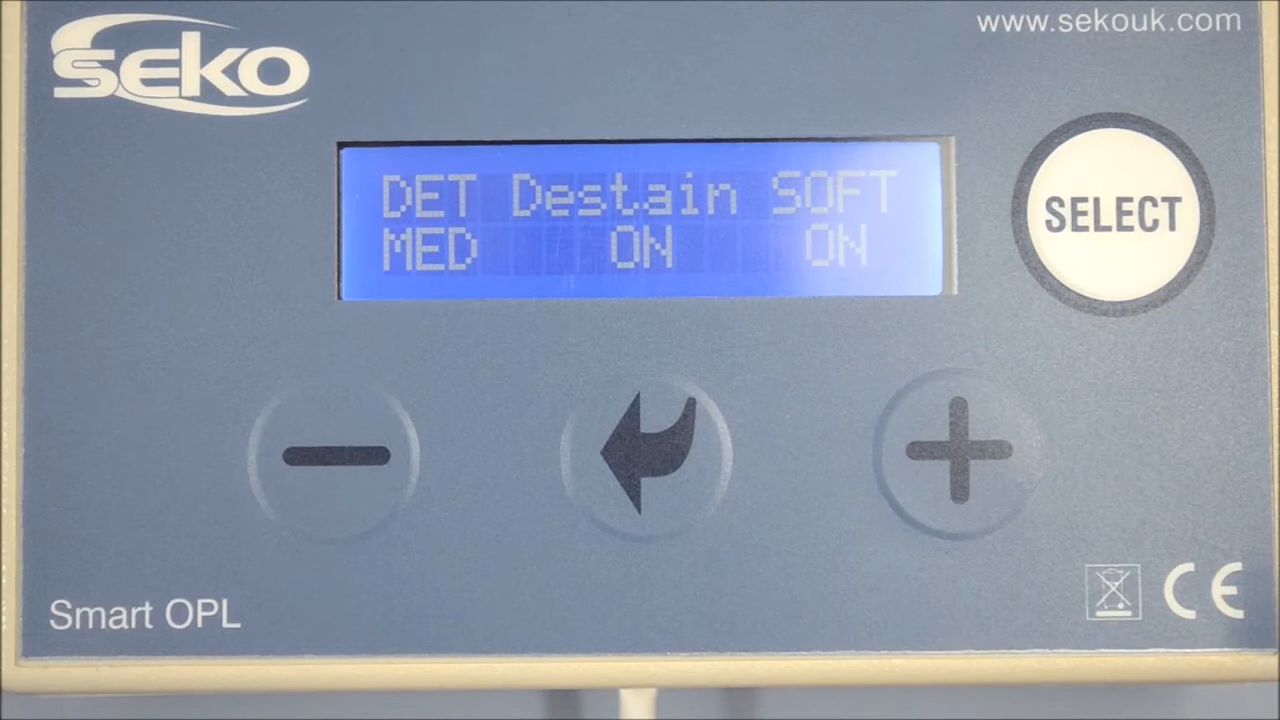 SEKO
www.sekouk.com
DET Destain SOFT
MED ON ON
SELECT
Smart OPL
CE